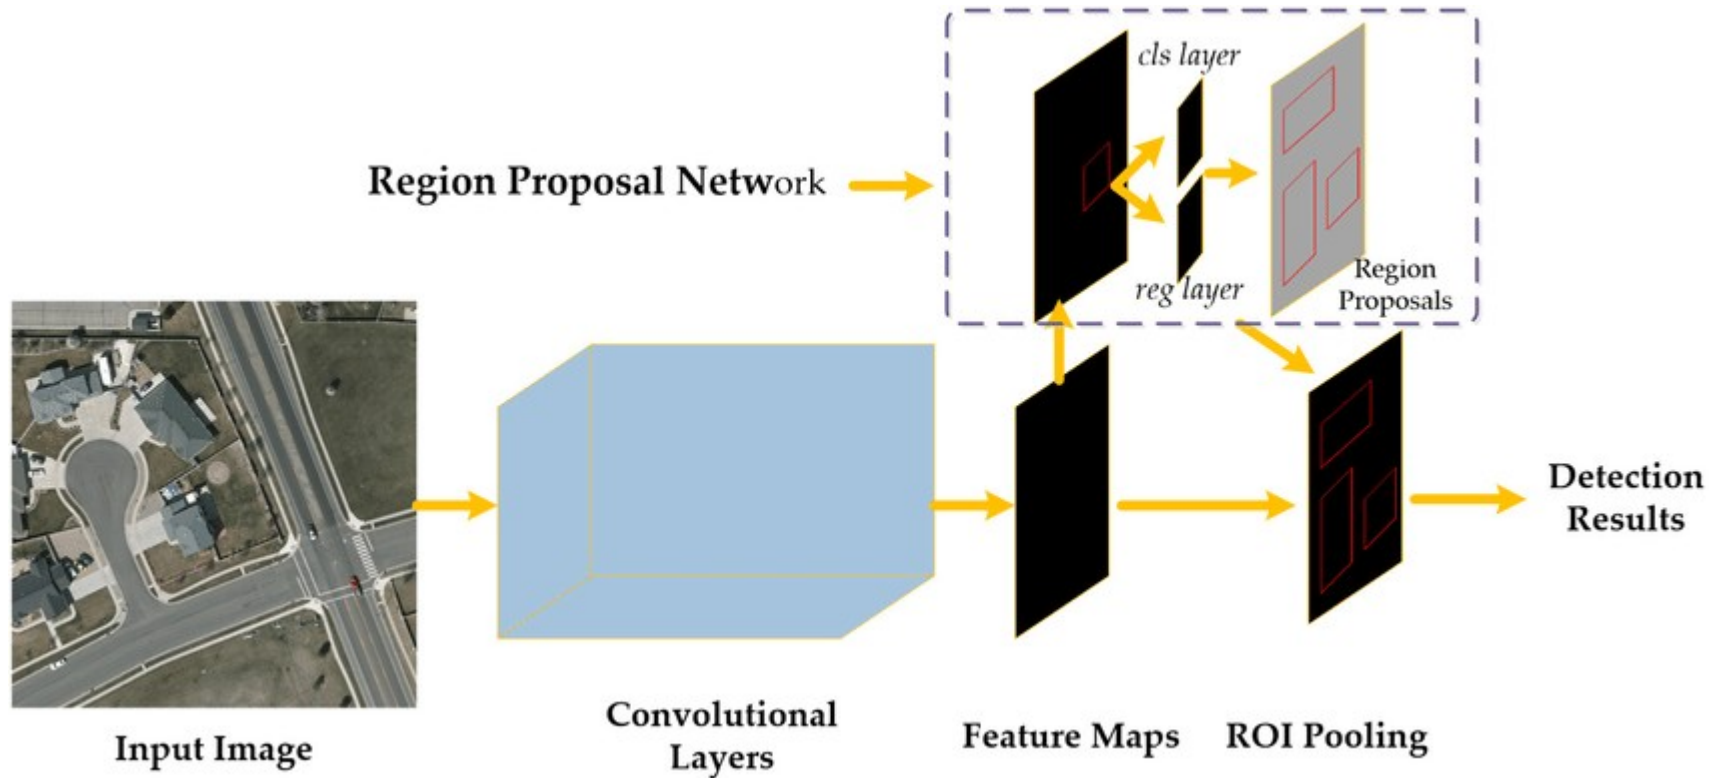 cls layer
Region Proposal Network
reg layer
Region
Proposals
Detection
Results
Input Image
Convolutional
Layers
Feature Maps
ROI Pooling